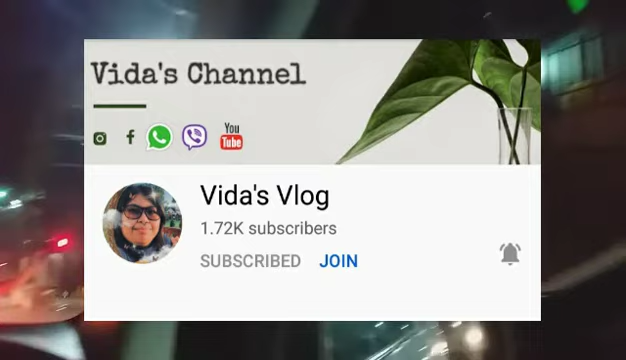 Vida's Channel
You
Tube
Vida's Vlog
1.72K subscribers
SUBSCRIBED JOIN